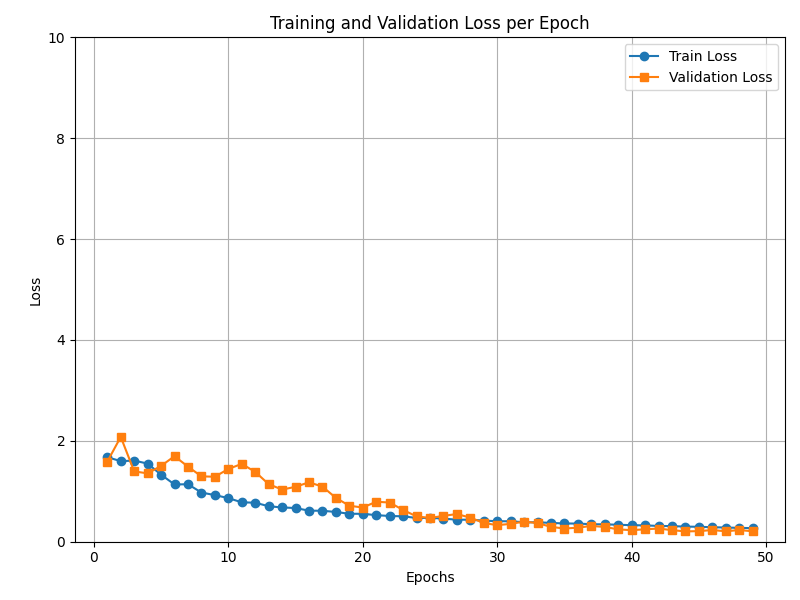 Training and Validation Loss per Epoch
Train Loss
Validation Loss
Loss
10
8
6
4
2
0
0 10 20 30 40 50
Epochs